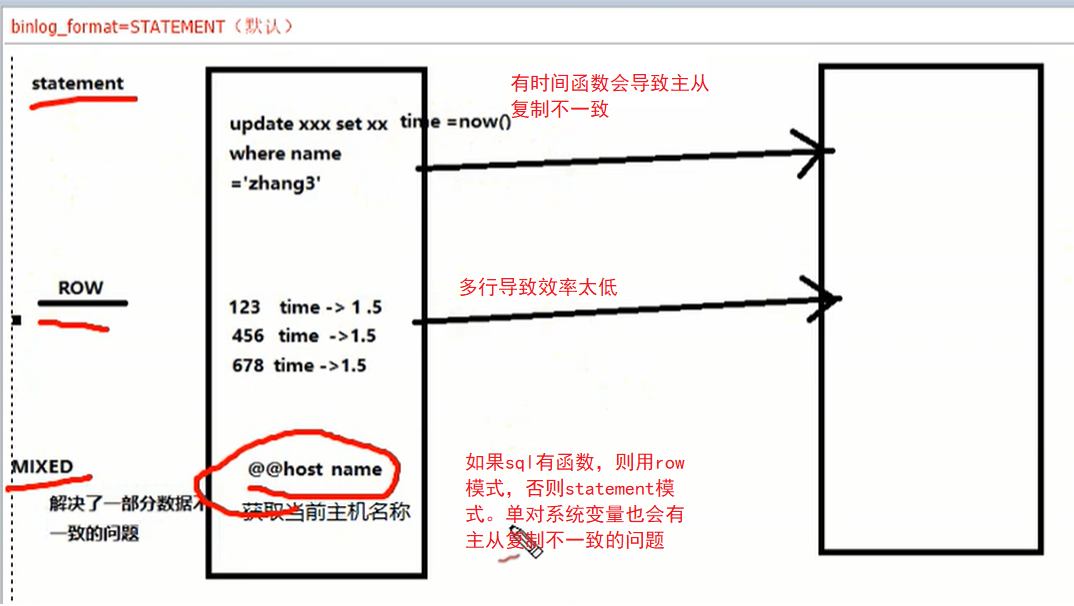 binlog_format=STATEMENT（默认）
statement
update xxx set xx time =now()
where name
='zhang3'
有时间函数会导致主从
复制不一致
ROW
123 time -> 1 .5
456 time ->1.5
678 time ->1.5
多行导致效率太低
MIXED
解决了一部分数据不
一致的问题
@@host name
获取当前主机名称
如果sql有函数，则用row
模式，否则statement模
式。单对系统变量也会有
主从复制不一致的问题